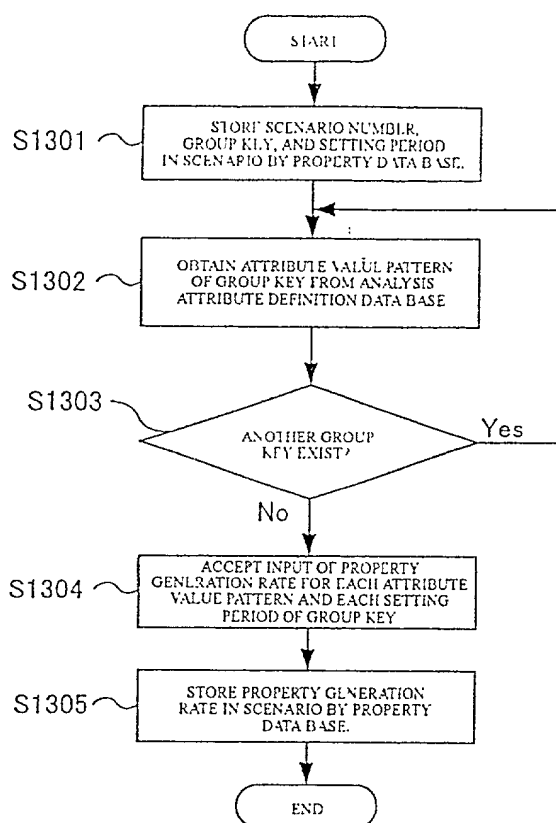 START
S1301
STORE SCENARIO NUMBER,
GROUP KEY, AND SETTING PERIOD
IN SCENARIO BY PROPERTY DATA BASE.
S1302
OBTAIN ATTRIBUTE VALUE PATTERN
OF GROUP KEY FROM ANALYSIS
ATTRIBUTE DEFINITION DATA BASE
S1303
ANOTHER GROUP
KEY EXIST?
Yes
No
S1304
ACCEPT INPUT OF PROPERTY
GENERATION RATE FOR EACH ATTRIBUTE
VALUE PATTERN AND EACH SETTING
PERIOD OF GROUP KEY
S1305
STORE PROPERTY GENERATION
RATE IN SCENARIO BY PROPERTY
DATA BASE.
END